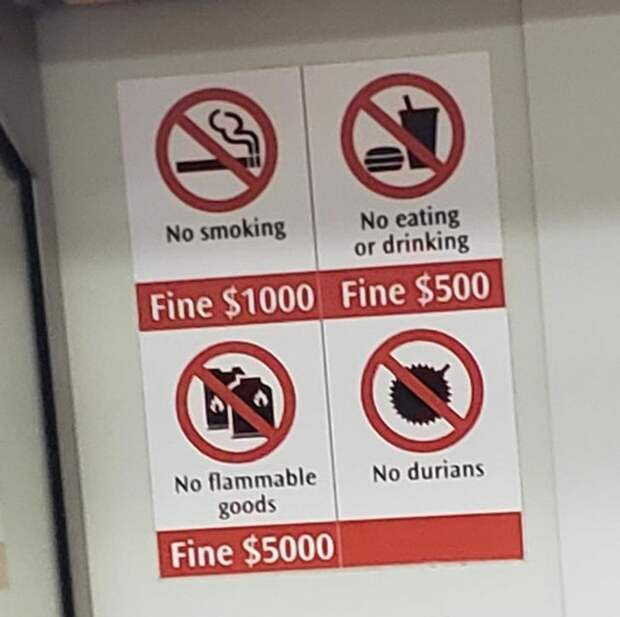 No smoking
No eating
or drinking
Fine $1000
Fine $500
No flammable
goods
No durians
Fine $5000